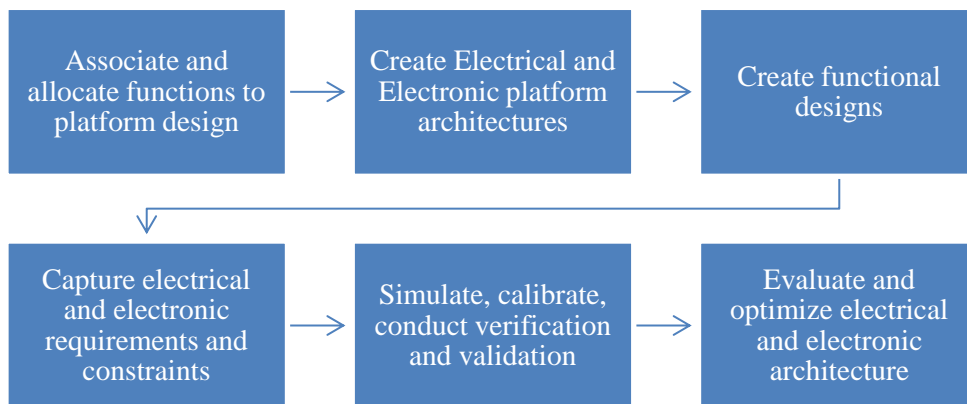 Associate and
allocate functions to
platform design
Create Electrical and
Electronic platform
architectures
Create functional
designs
Capture electrical
and electronic
requirements and
constraints
Simulate, calibrate,
conduct verification
and validation
Evaluate and
optimize electrical
and electronic
architecture